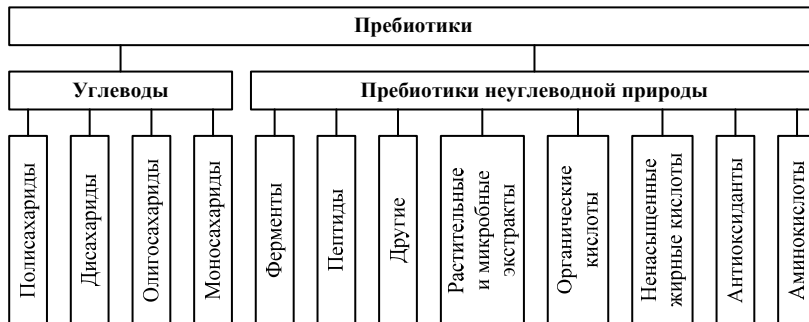 Пребиотики
Углеводы
Пребиотики неуглеводной природы
Полисахариды
Дисахариды
Олигосахариды
Моносахариды
Ферменты
Пептиды
Другие
Растительные
и микробные
экстракты
Органические
кислоты
Ненасыщенные
жирные кислоты
Антиоксиданты
Аминокислоты